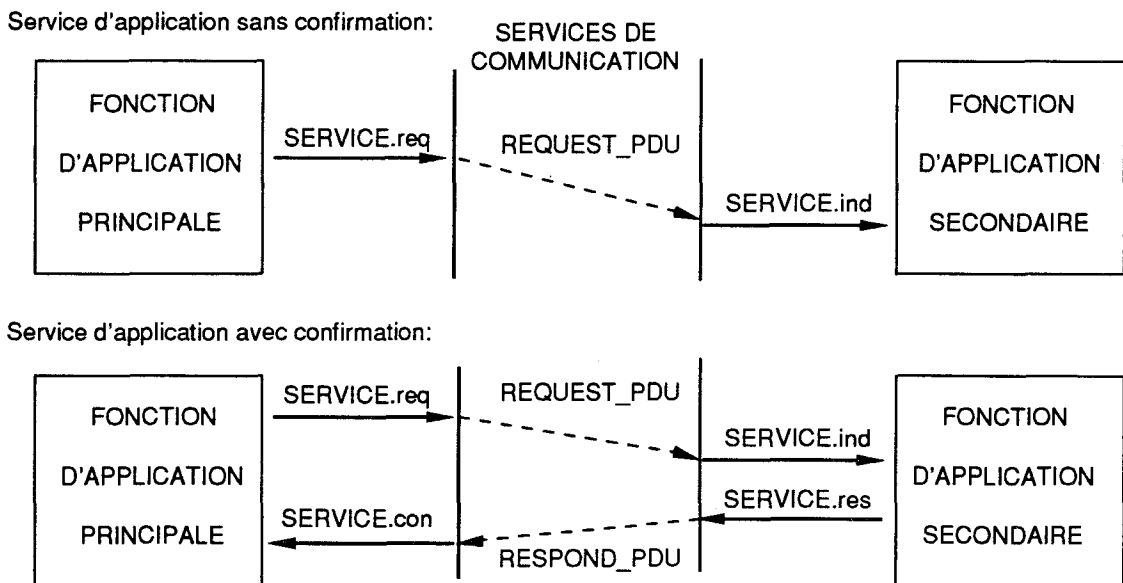 Service d'application sans confirmation:
SERVICES DE
COMMUNICATION
FONCTION
D'APPLICATION
PRINCIPALE
SERVICE.req
REQUEST_PDU
SERVICE.ind
FONCTION
D'APPLICATION
SECONDAIRE
Service d'application avec confirmation:
FONCTION
D'APPLICATION
PRINCIPALE
SERVICE.req
REQUEST_PDU
SERVICE.ind
SERVICE.res
SERVICE.con
RESPOND_PDU
FONCTION
D'APPLICATION
SECONDAIRE